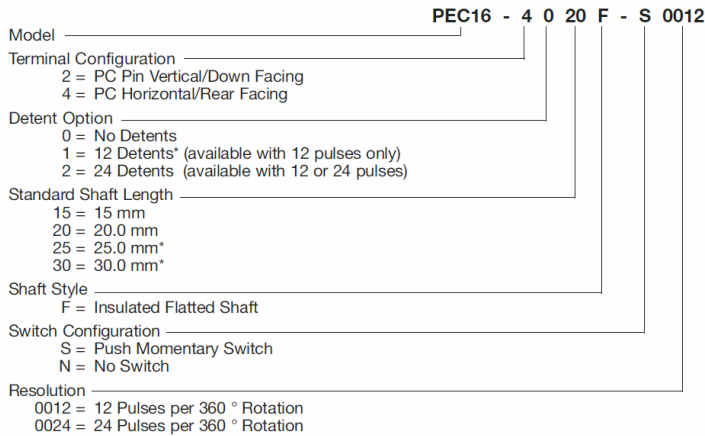 PEC16 - 4 0 20 F - S 0012
Model
Terminal Configuration
2 = PC Pin Vertical/Down Facing
4 = PC Horizontal/Rear Facing
Detent Option
0 = No Detents
1 = 12 Detents* (available with 12 pulses only)
2 = 24 Detents (available with 12 or 24 pulses)
Standard Shaft Length
15 = 15 mm
20 = 20.0 mm
25 = 25.0 mm*
30 = 30.0 mm*
Shaft Style
F = Insulated Flatted Shaft
Switch Configuration
S = Push Momentary Switch
N = No Switch
Resolution
0012 = 12 Pulses per 360 ° Rotation
0024 = 24 Pulses per 360 ° Rotation